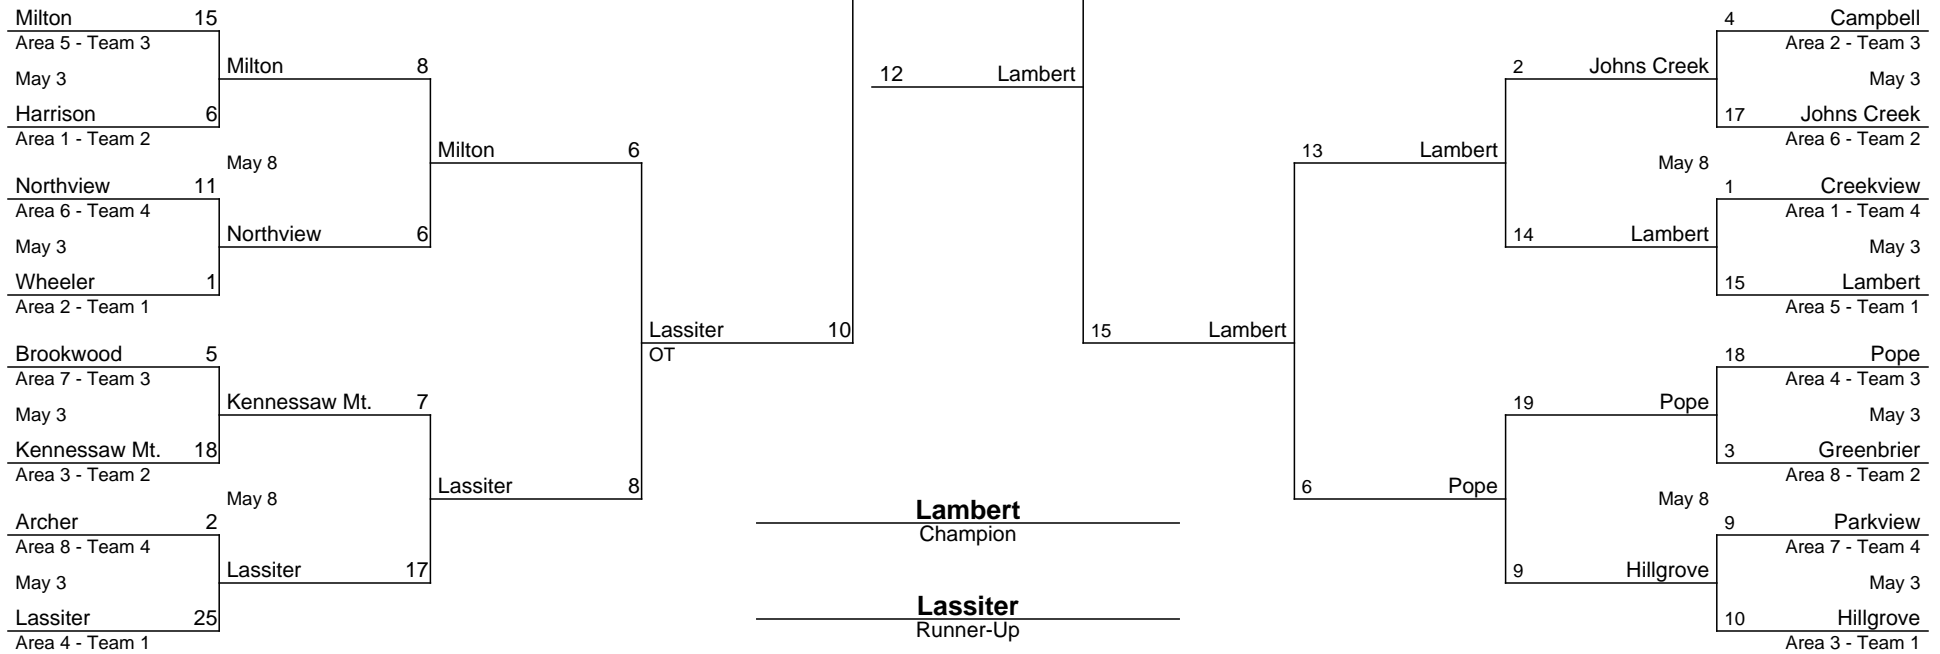 Milton 15
Area 5 - Team 3
May 3
Harrison 6
Area 1 - Team 2
Northview 11
Area 6 - Team 4
May 3
Wheeler 1
Area 2 - Team 1
Brookwood 5
Area 7 - Team 3
May 3
Kennessaw Mt. 18
Area 3 - Team 2
Archer 2
Area 8 - Team 4
May 3
Lassiter 25
Area 4 - Team 1
Milton 8
May 8
Northview 6
Kennessaw Mt. 7
May 8
Lassiter 17
Milton 6
Lassiter 8
Lassiter 10
OT
12 Lambert
Lambert
Champion
Lassiter
Runner-Up
15 Lambert
13 Lambert
6 Pope
2 Johns Creek
May 8
14 Lambert
19 Pope
May 8
9 Hillgrove
4 Campbell
Area 2 - Team 3
May 3
17 Johns Creek
Area 6 - Team 2
1 Creekview
Area 1 - Team 4
May 3
15 Lambert
Area 5 - Team 1
18 Pope
Area 4 - Team 3
May 3
3 Greenbrier
Area 8 - Team 2
9 Parkview
Area 7 - Team 4
May 3
10 Hillgrove
Area 3 - Team 1